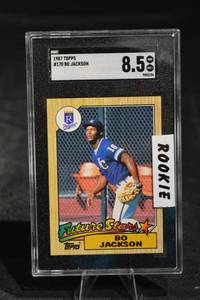 1987 TOPPS
#170 BO JACKSON
8.5
ROOKIE
Future Stars
Topps
BO
JACKSON